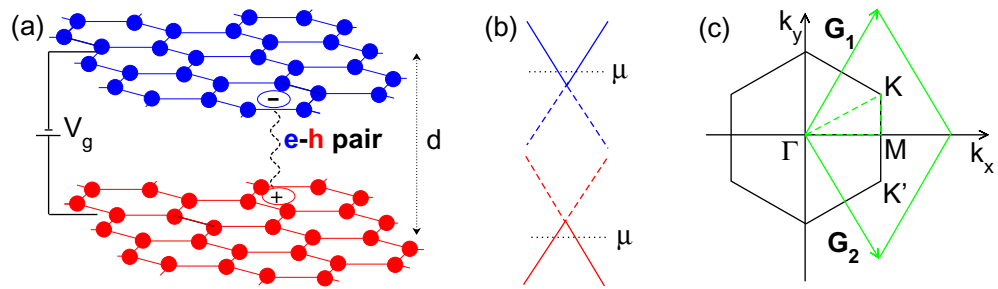 (a)
−
V_g
e-h pair
d
+
(b)
μ
μ
(c)
k_y
G_1
K
Γ
M
k_x
K'
G_2